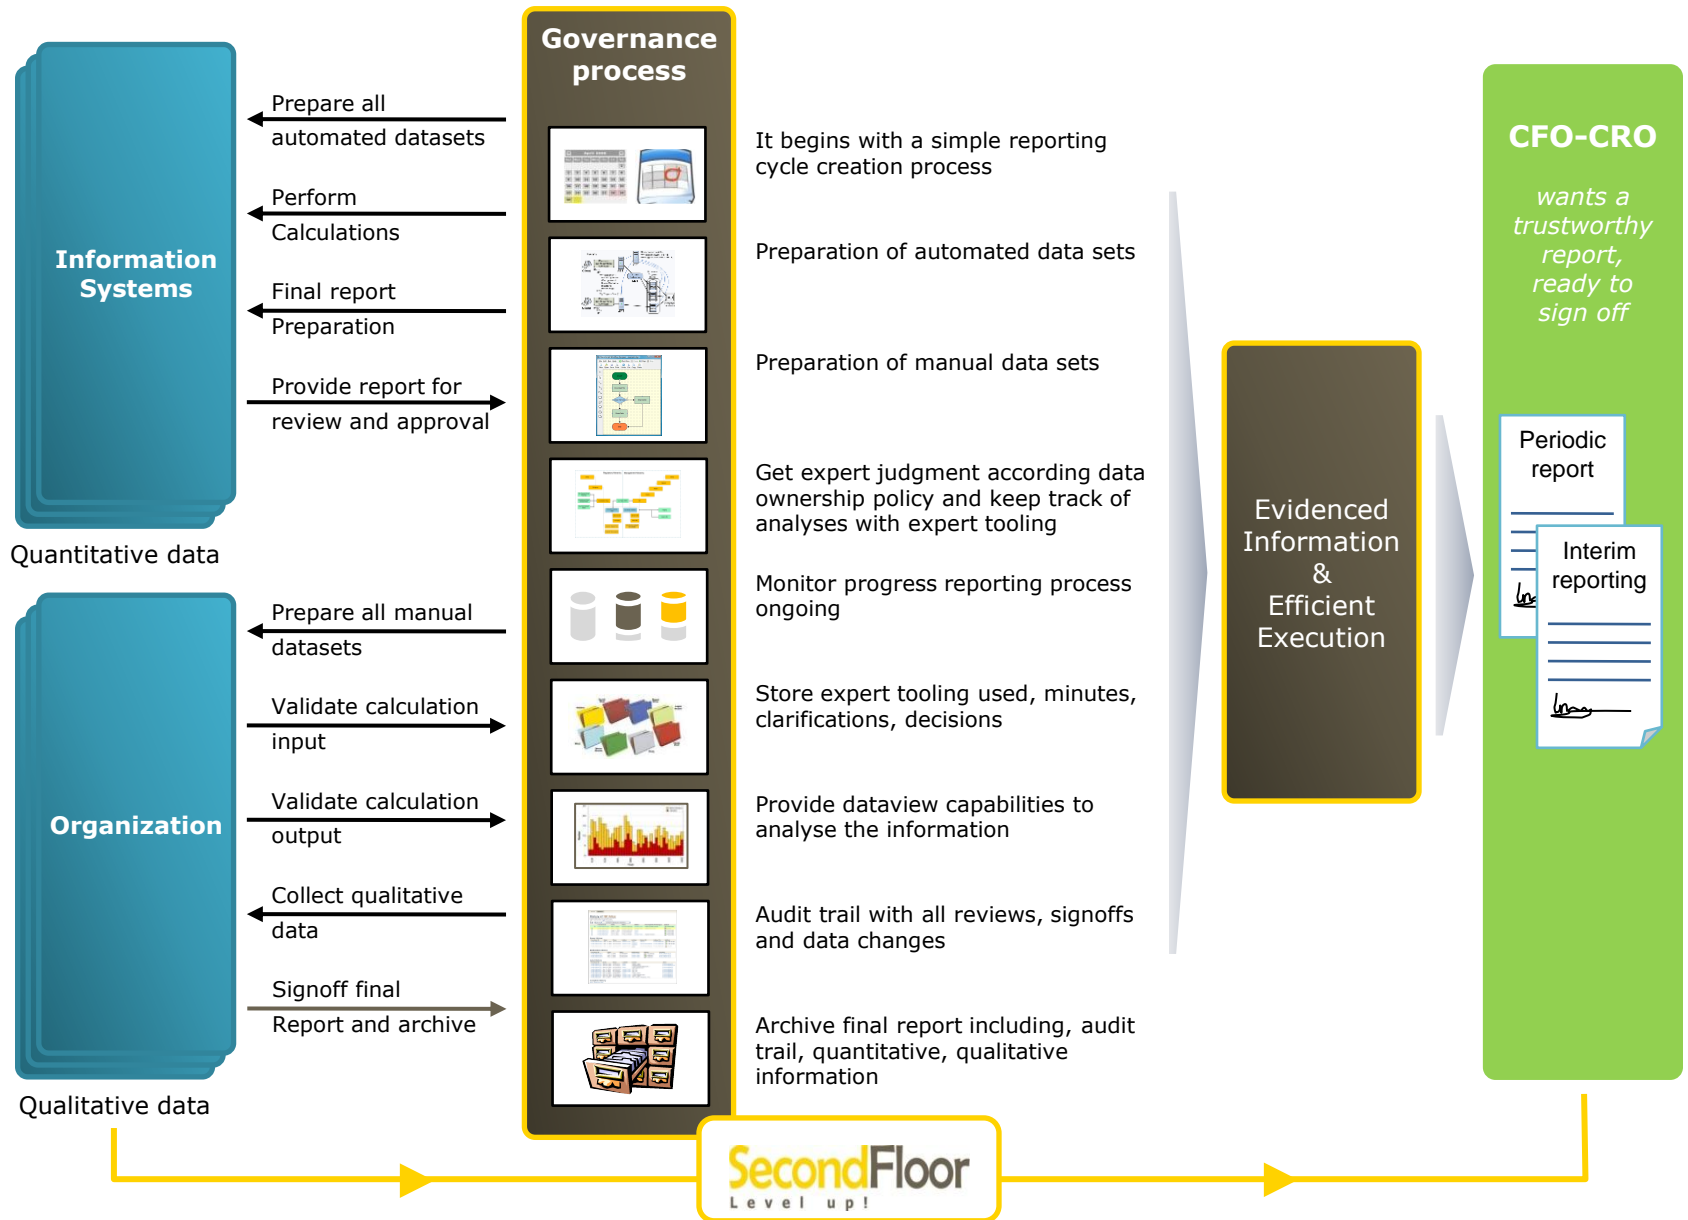 Governance
process
Information
Systems
Prepare all
automated datasets
Perform
Calculations
Final report
Preparation
Provide report for
review and approval
Quantitative data
Organization
Prepare all manual
datasets
Validate calculation
input
Validate calculation
output
Collect qualitative
data
Signoff final
Report and archive
Qualitative data
It begins with a simple reporting
cycle creation process
Preparation of automated data sets
Preparation of manual data sets
Get expert judgment according data
ownership policy and keep track of
analyses with expert tooling
Monitor progress reporting process
ongoing
Store expert tooling used, minutes,
clarifications, decisions
Provide dataview capabilities to
analyse the information
Audit trail with all reviews, signoffs
and data changes
Archive final report including, audit
trail, quantitative, qualitative
information
Evidenced
Information
&
Efficient
Execution
CFO-CRO
wants a
trustworthy
report,
ready to
sign off
Periodic
report
Interim
reporting
SecondFloor
Level up!